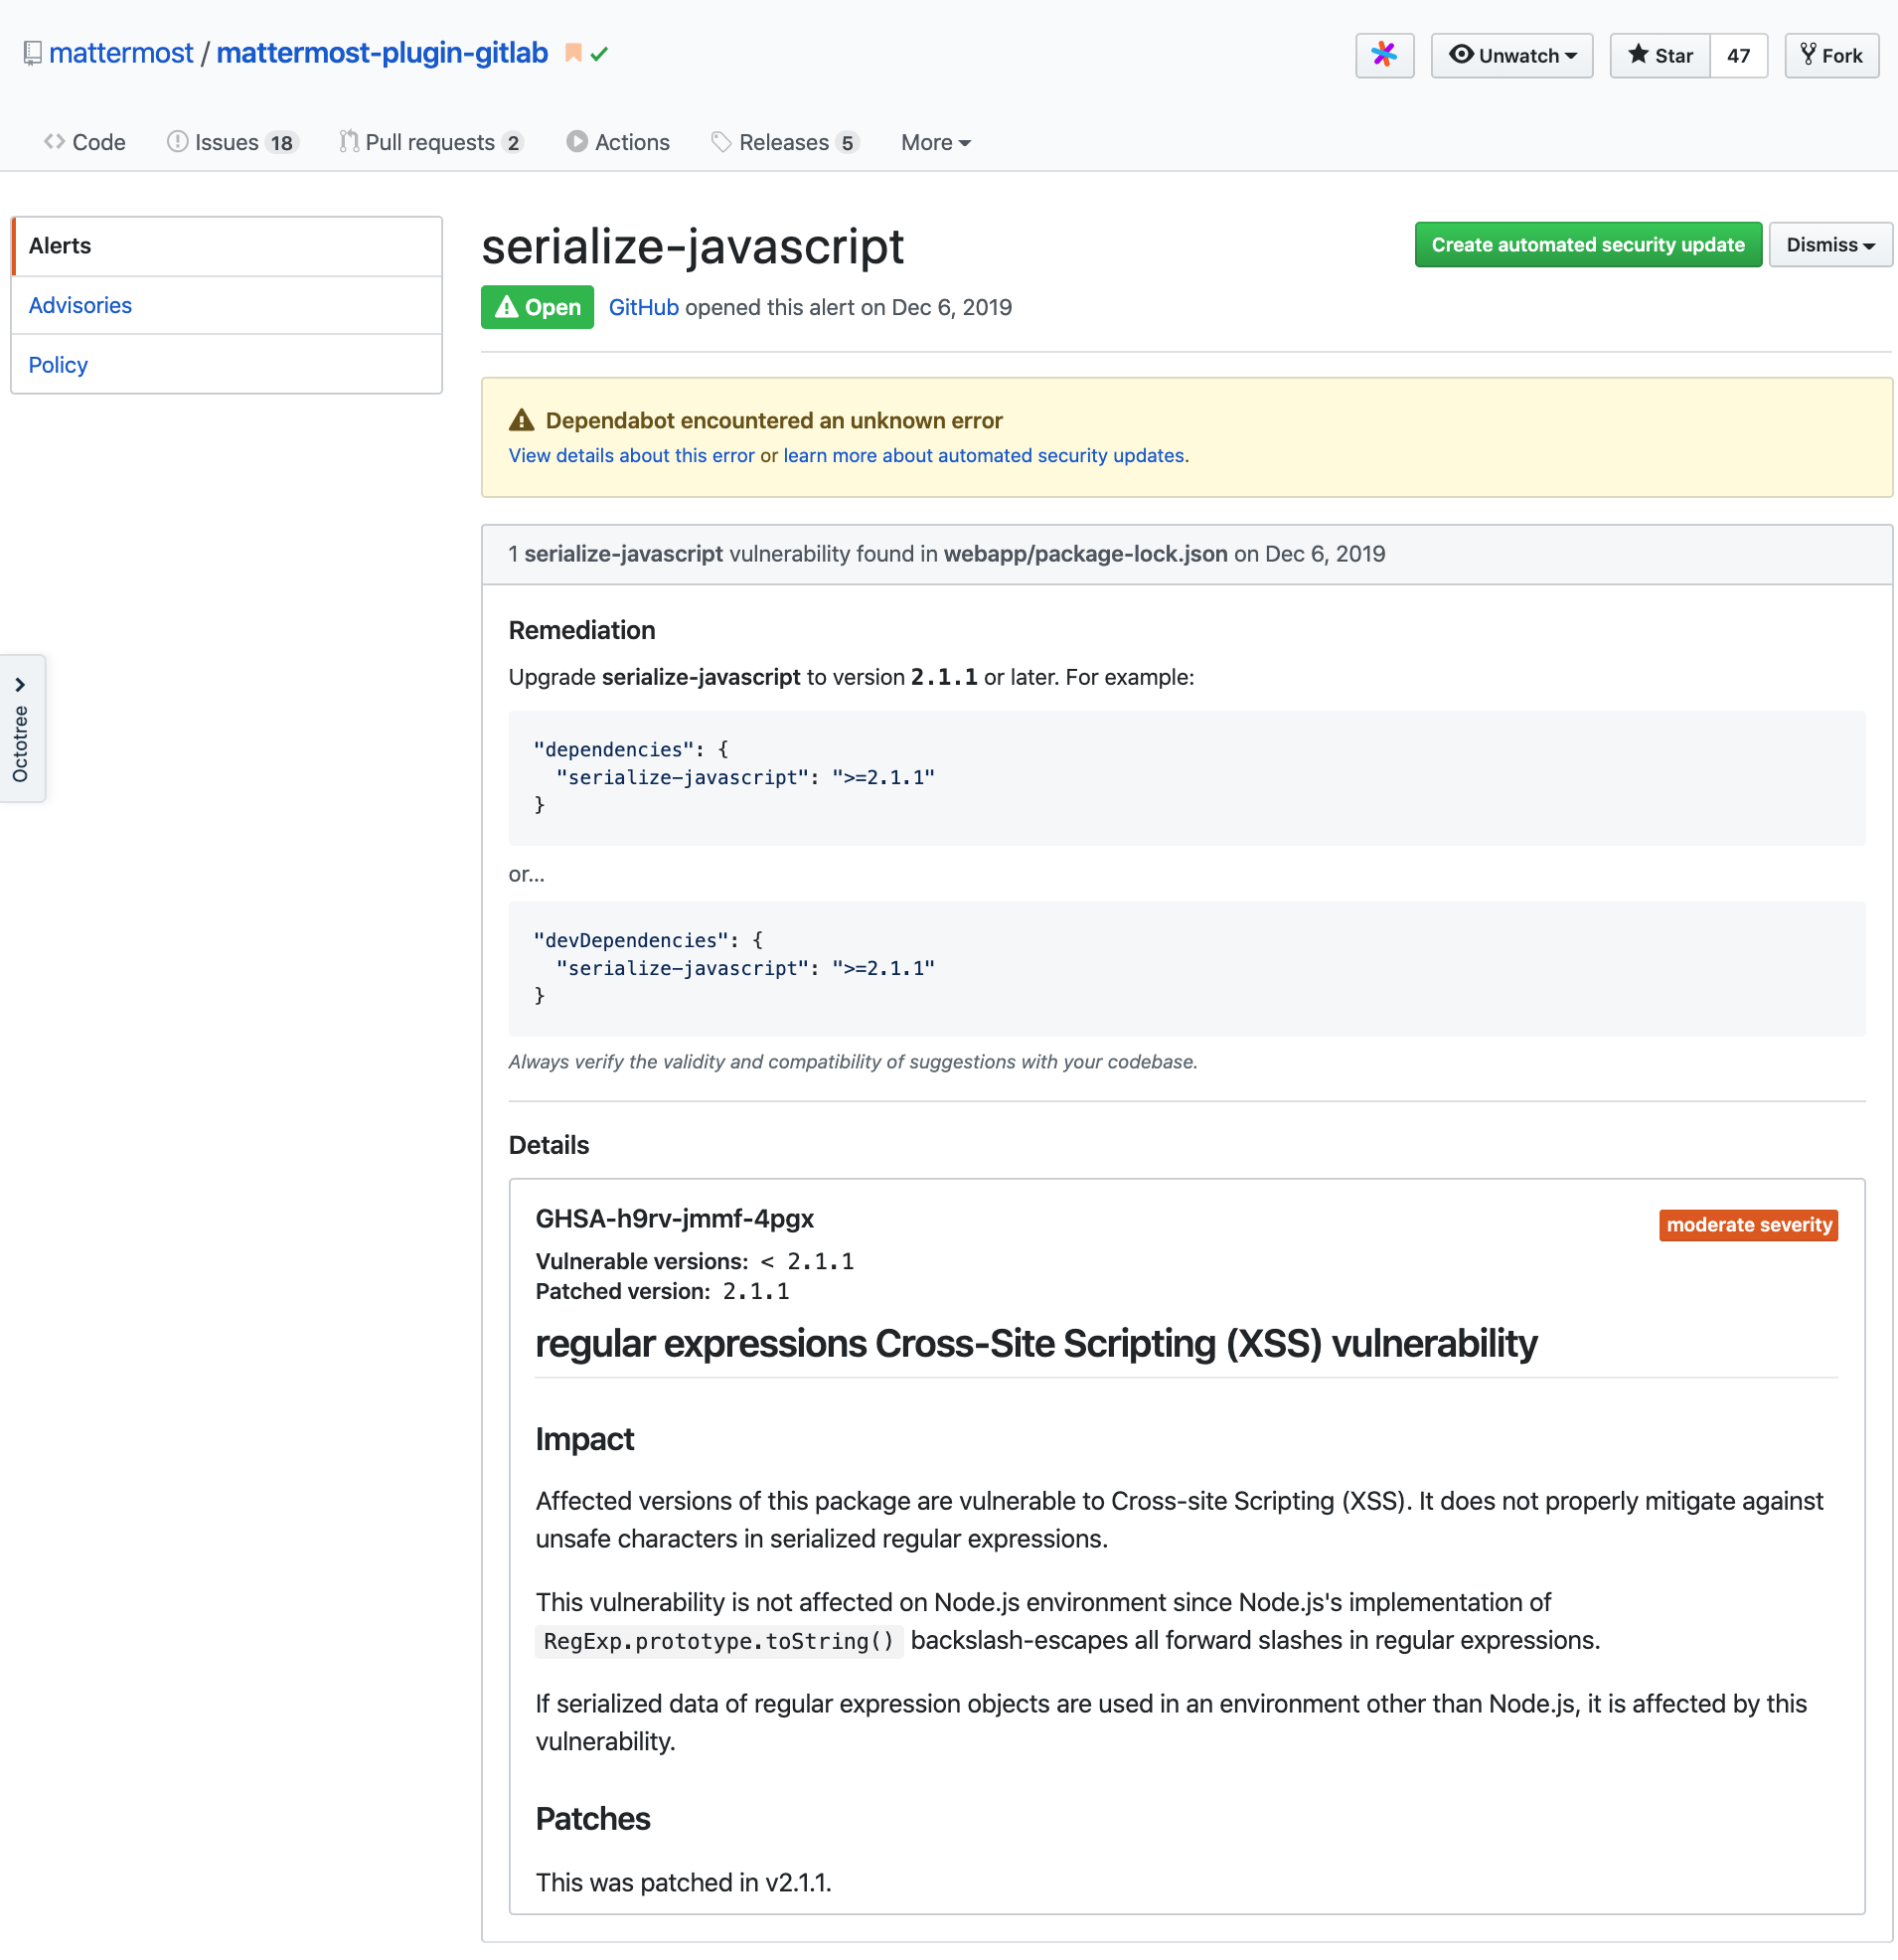 mattermost / mattermost-plugin-gitlab
Unwatch
Star 47
Fork
Code
Issues 18
Pull requests 2
Actions
Releases 5
More
Alerts
Advisories
Policy
Octotree
serialize-javascript
Create automated security update
Dismiss
Open GitHub opened this alert on Dec 6, 2019
Dependabot encountered an unknown error
View details about this error or learn more about automated security updates.
1 serialize-javascript vulnerability found in webapp/package-lock.json on Dec 6, 2019
Remediation
Upgrade serialize-javascript to version 2.1.1 or later. For example:
"dependencies": {
"serialize-javascript": ">=2.1.1"
}
or...
"devDependencies": {
"serialize-javascript": ">=2.1.1"
}
Always verify the validity and compatibility of suggestions with your codebase.
Details
GHSA-h9rv-jmmf-4pgx
moderate severity
Vulnerable versions: < 2.1.1
Patched version: 2.1.1
regular expressions Cross-Site Scripting (XSS) vulnerability
Impact
Affected versions of this package are vulnerable to Cross-site Scripting (XSS). It does not properly mitigate against
unsafe characters in serialized regular expressions.
This vulnerability is not affected on Node.js environment since Node.js's implementation of
RegExp.prototype.toString() backslash-escapes all forward slashes in regular expressions.
If serialized data of regular expression objects are used in an environment other than Node.js, it is affected by this
vulnerability.
Patches
This was patched in v2.1.1.